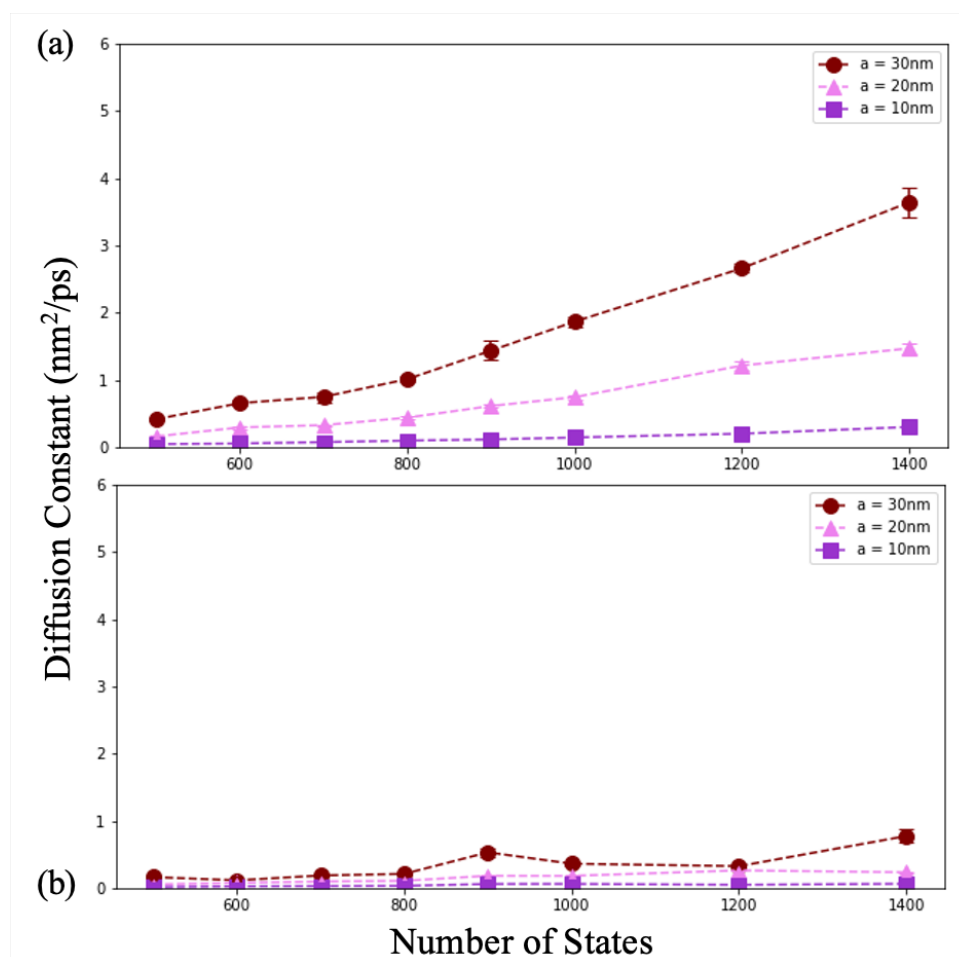 (a)
6
5
4
3
2
1
0
a = 30nm
a = 20nm
a = 10nm
600
800
1000
1200
1400
Diffusion Constant (nm²/ps)
6
5
4
3
2
1
0
a = 30nm
a = 20nm
a = 10nm
(b)
600
800
1000
1200
1400
Number of States